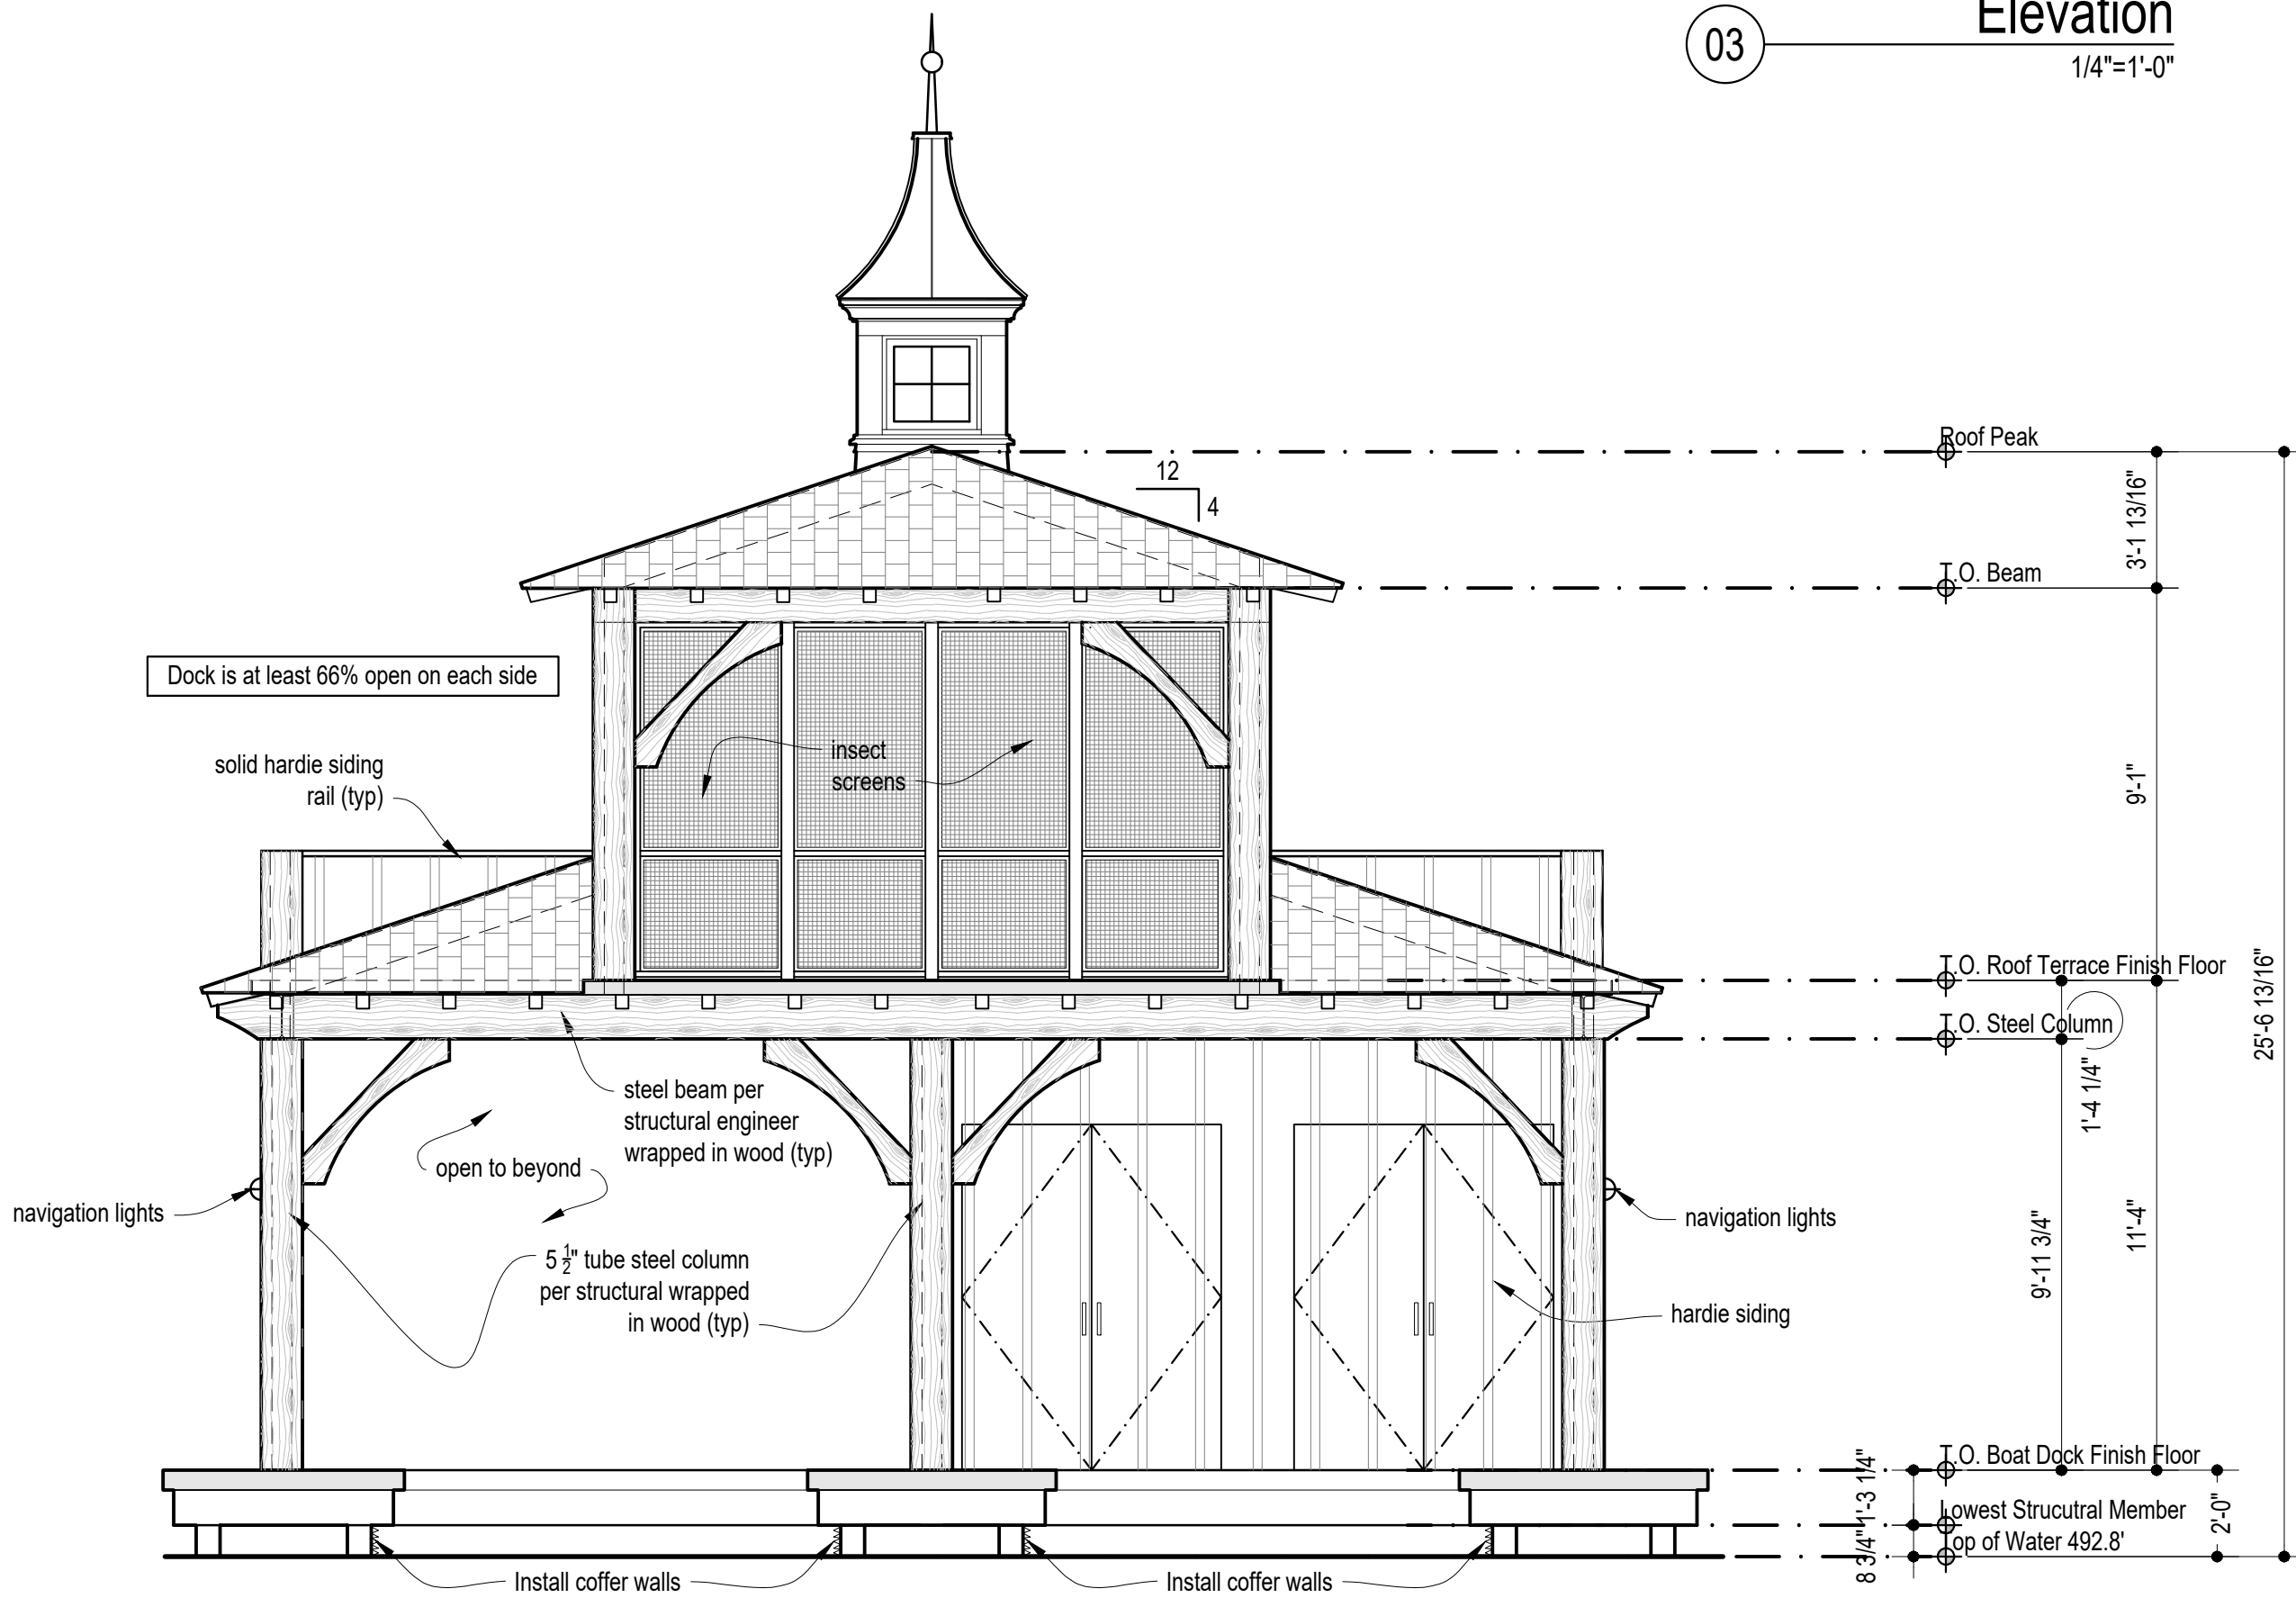 Elevation
03
1/4"=1'-0"
Roof Peak
12
4
3'-1 13/16"
T.O. Beam
Dock is at least 66% open on each side
solid hardie siding
rail (typ)
insect
screens
9'-1"
T.O. Roof Terrace Finish Floor
T.O. Steel Column
25'-6 13/16"
1'-4 1/4"
steel beam per
structural engineer
wrapped in wood (typ)
open to beyond
navigation lights
navigation lights
9'-11 3/4"
11'-4"
5 1/2" tube steel column
per structural wrapped
in wood (typ)
hardie siding
T.O. Boat Dock Finish Floor
1'-3 1/4"
Lowest Strucutral Member
2'-0"
Top of Water 492.8'
8 3/4"
Install coffer walls
Install coffer walls